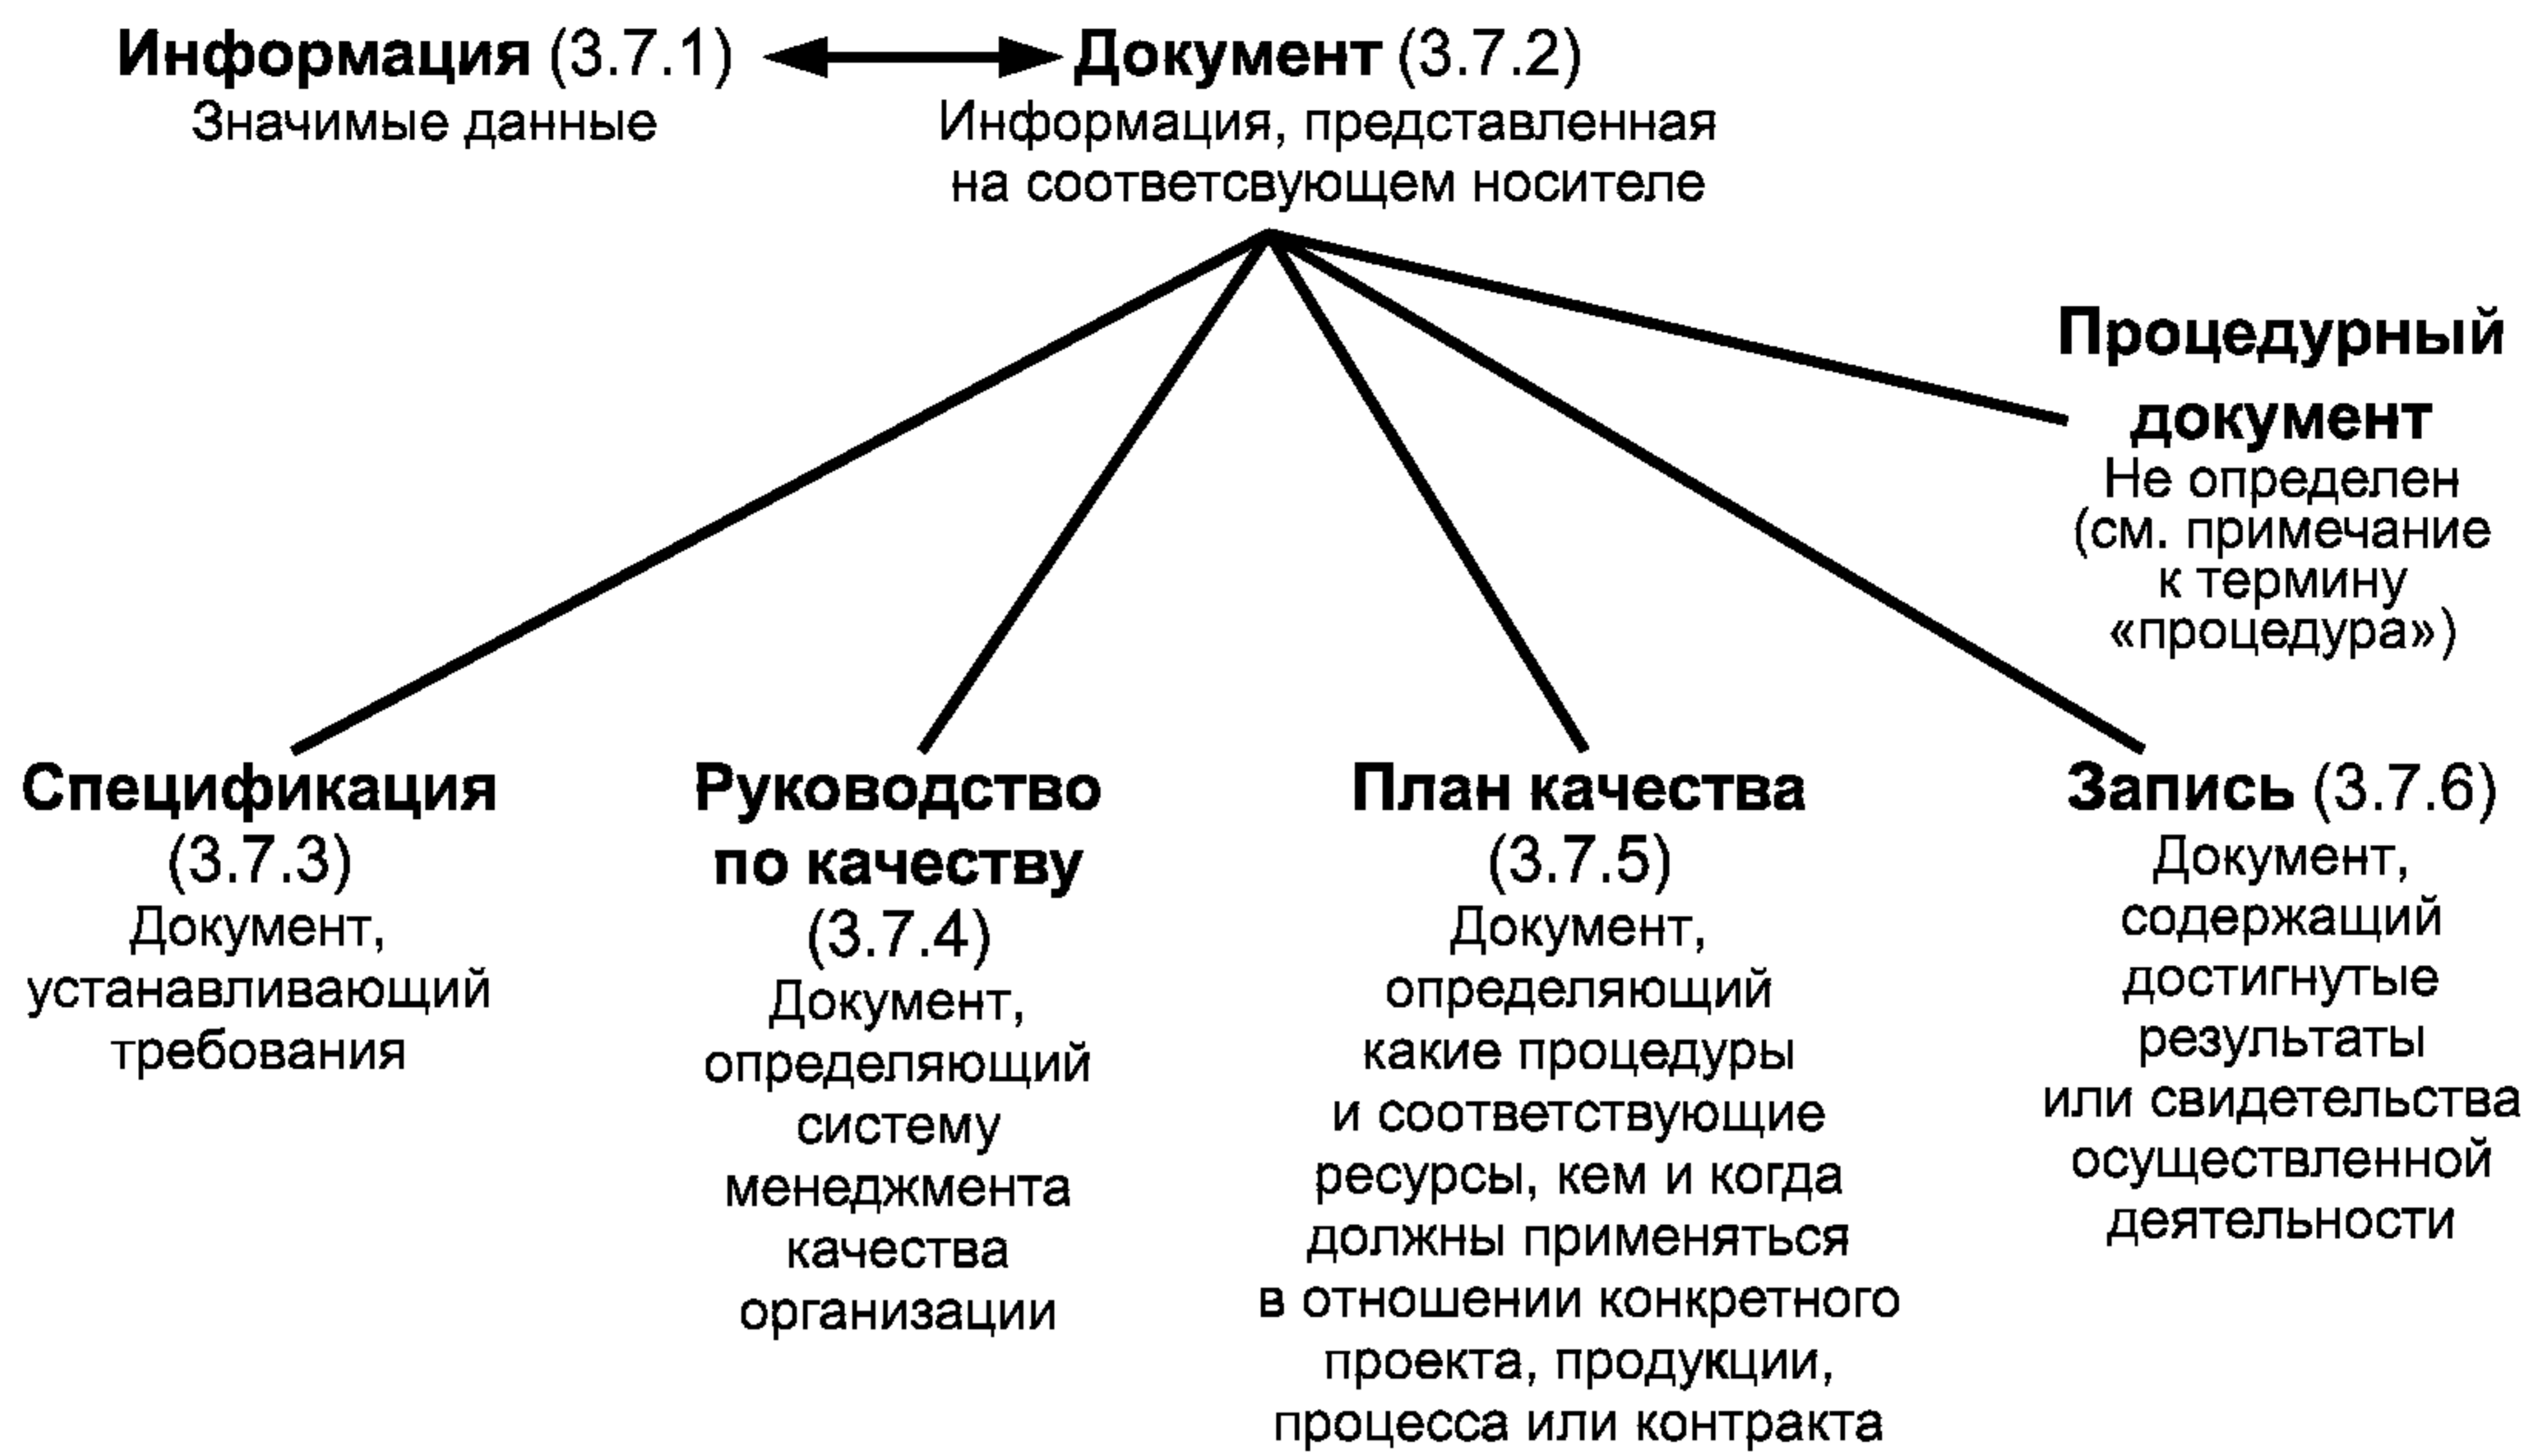 Информация (3.7.1)
Значимые данные
Документ (3.7.2)
Информация, представленная
на соответсвующем носителе
Процедурный
документ
Не определен
(см. примечание
к термину
«процедура»)
Спецификация
(3.7.3)
Документ,
устанавливающий
требования
Руководство
по качеству
(3.7.4)
Документ,
определяющий
систему
менеджмента
качества
организации
План качества
(3.7.5)
Документ,
определяющий
какие процедуры
и соответствующие
ресурсы, кем и когда
должны применяться
в отношении конкретного
проекта, продукции,
процесса или контракта
Запись (3.7.6)
Документ,
содержащий
достигнутые
результаты
или свидетельства
осуществленной
деятельности